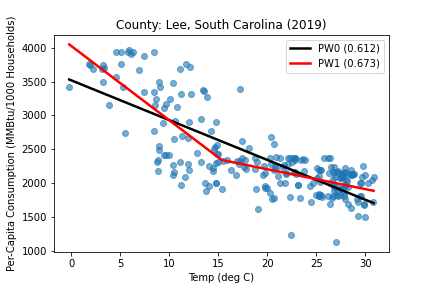 County: Lee, South Carolina (2019)
PW0 (0.612)
PW1 (0.673)
Per-Capita Consumption (MMBtu/1000 Households)
4000
3500
3000
2500
2000
1500
1000
0 5 10 15 20 25 30
Temp (deg C)